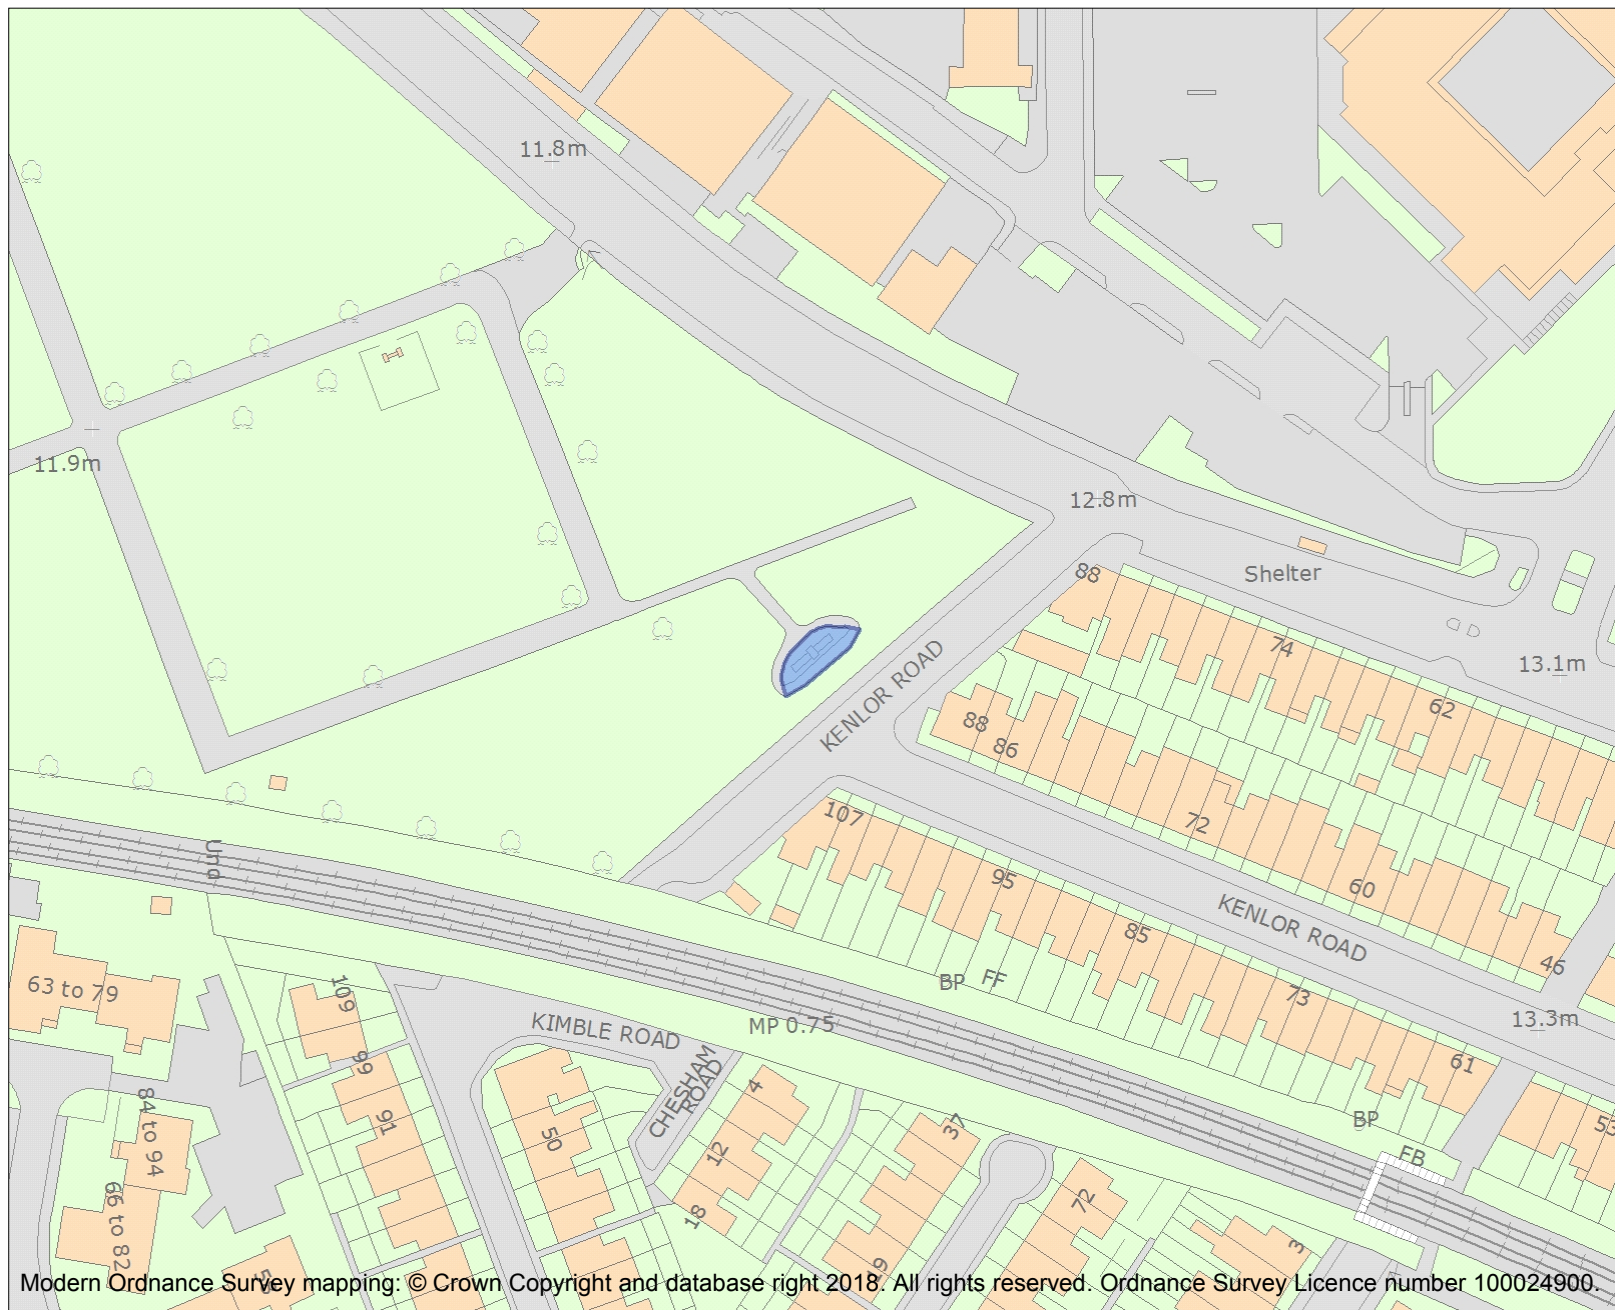 11.8m
11.9m
12.8m
Shelter
88
74
62
13.1m
KENLOR ROAD
88
86
72
60
46
107
95
85
73
61
53
KENLOR ROAD
13.3m
Und
BP
FF
MP 0.75
BP
FB
63 to 79
109
99
91
84 to 94
66 to 82
KIMBLE ROAD
CHESHAM
ROAD
50
4
12
18
37
72
3
Modern Ordnance Survey mapping: © Crown Copyright and database right 2018. All rights reserved. Ordnance Survey Licence number 100024900.